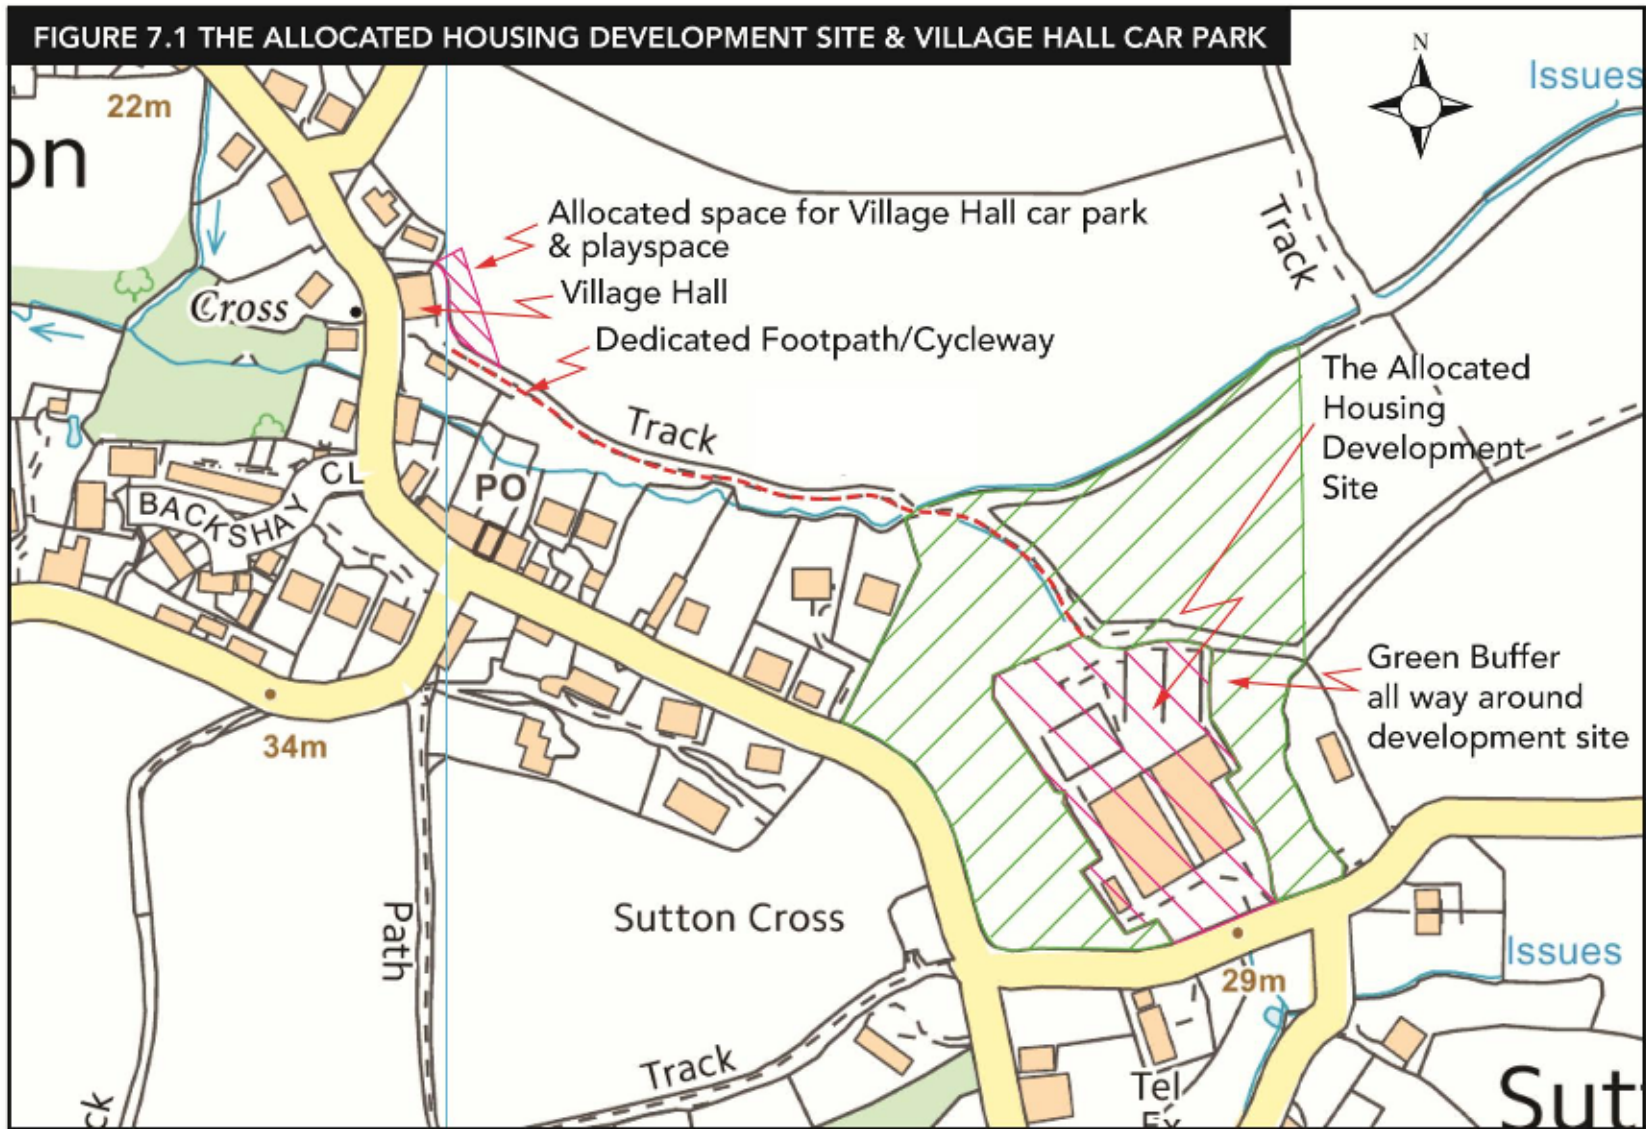 FIGURE 7.1 THE ALLOCATED HOUSING DEVELOPMENT SITE & VILLAGE HALL CAR PARK
N
Issues
22m
on
Allocated space for Village Hall car park
& playspace
Track
Village Hall
Cross
Dedicated Footpath/Cycleway
The Allocated
Housing
Development
Site
Track
CL
PO
BACKSHAY
Green Buffer
all way around
development site
34m
Path
Sutton Cross
Issues
29m
Track
Tel
Ex
Sut
ck